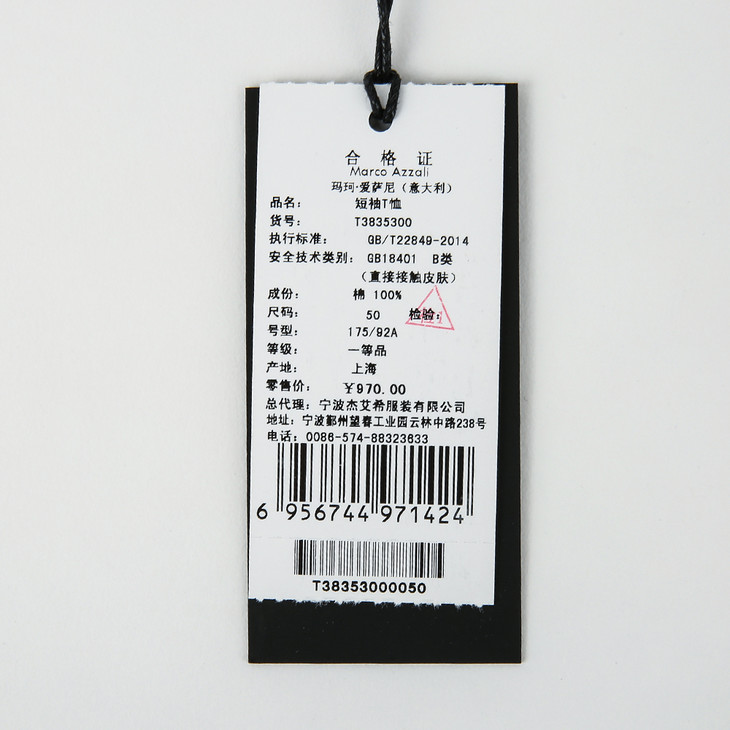 合 格 证
Marco Azzali
玛珂·爱萨尼（意大利）
品名： 短袖T恤
货号： T3835300
执行标准： GB/T22849-2014
安全技术类别： GB18401 B类
（直接接触皮肤）
成份： 棉 100%
尺码： 50 检验：
号型： 175/92A
等级： 一等品
产地： 上海
零售价： ￥970.00
总代理：宁波杰艾希服装有限公司
地址：宁波鄞州望春工业园云林中路238号
电话：0086-574-88323633
6 956744 971424
T38353000050